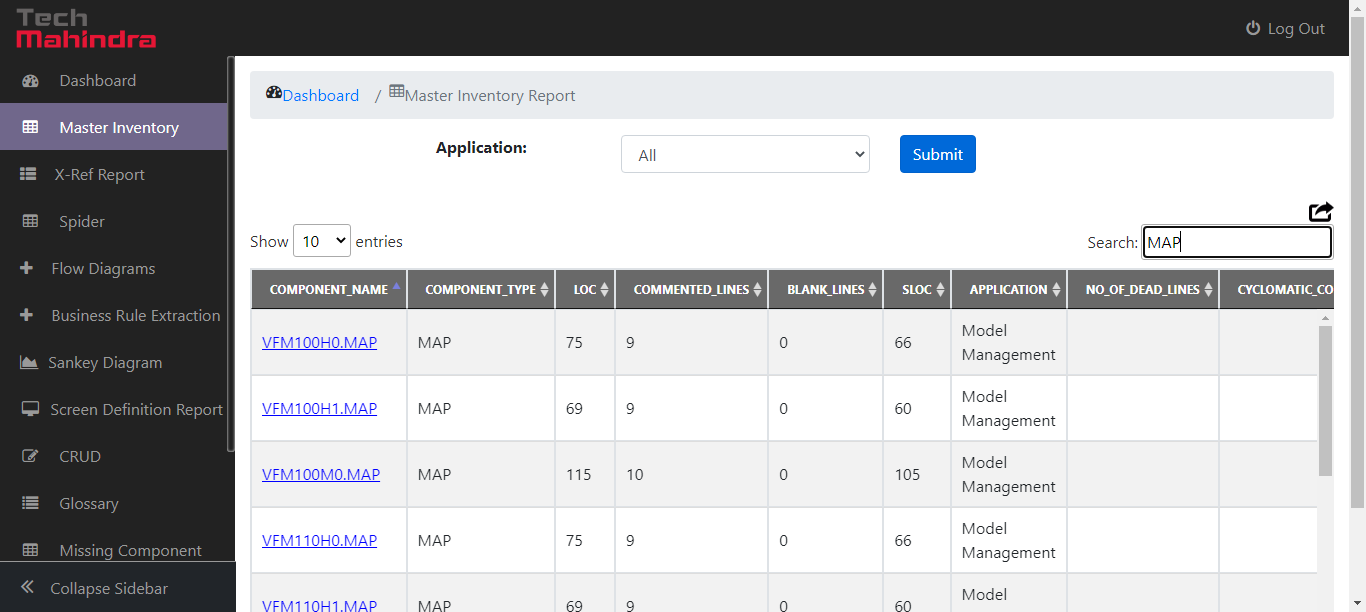 Tech
Mahindra
Log Out
Dashboard
Master Inventory
X-Ref Report
Spider
Flow Diagrams
Business Rule Extraction
Sankey Diagram
Screen Definition Report
CRUD
Glossary
Missing Component
Collapse Sidebar
Dashboard / Master Inventory Report
Application: All Submit
Show 10 entries Search: MAP
COMPONENT_NAME COMPONENT_TYPE LOC COMMENTED_LINES BLANK_LINES SLOC APPLICATION NO_OF_DEAD_LINES CYCLOMATIC_CO
VFM100H0.MAP MAP 75 9 0 66 Model
Management
VFM100H1.MAP MAP 69 9 0 60 Model
Management
VFM100M0.MAP MAP 115 10 0 105 Model
Management
VFM110H0.MAP MAP 75 9 0 66 Model
Management
VFM110H1.MAP MAP 69 9 0 60 Model